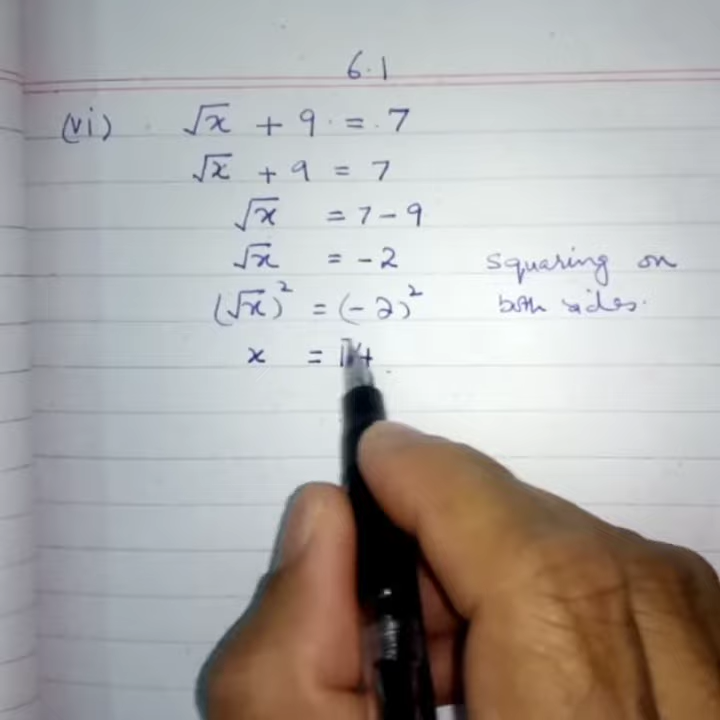 6.1
(vi) √x + 9 = 7
√x + 9 = 7
√x = 7 - 9
√x = -2 squaring on
(√x)² = (-2)² both sides.
x =